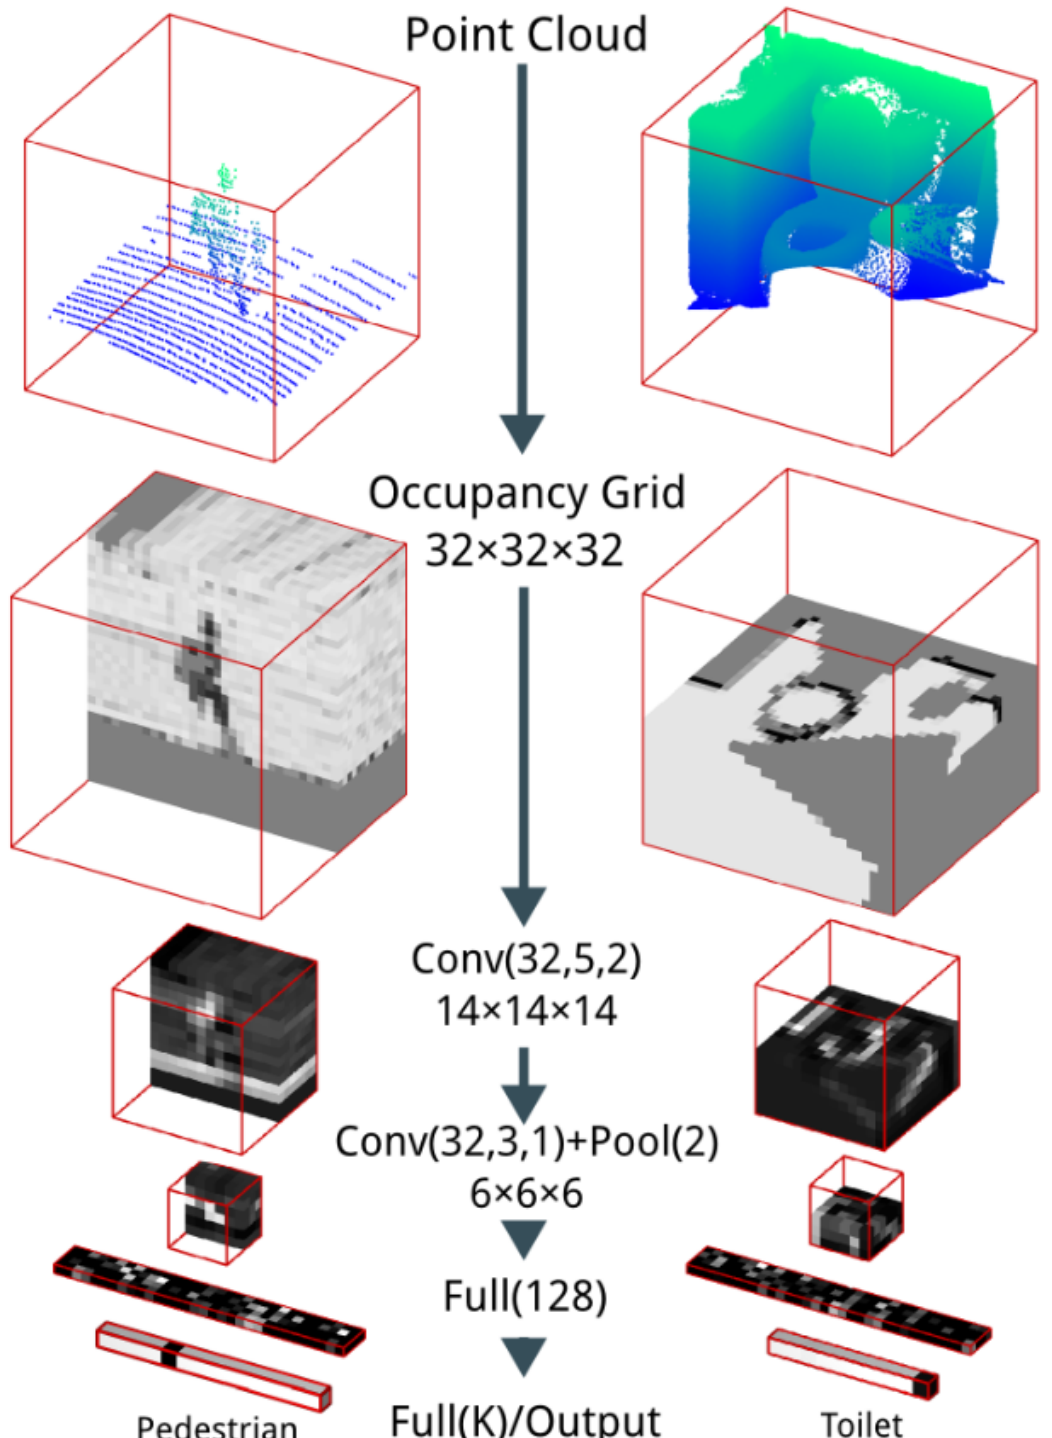 Point Cloud
Occupancy Grid
32×32×32
Conv(32,5,2)
14×14×14
Conv(32,3,1)+Pool(2)
6×6×6
Full(128)
Full(K)/Output
Pedestrian
Toilet